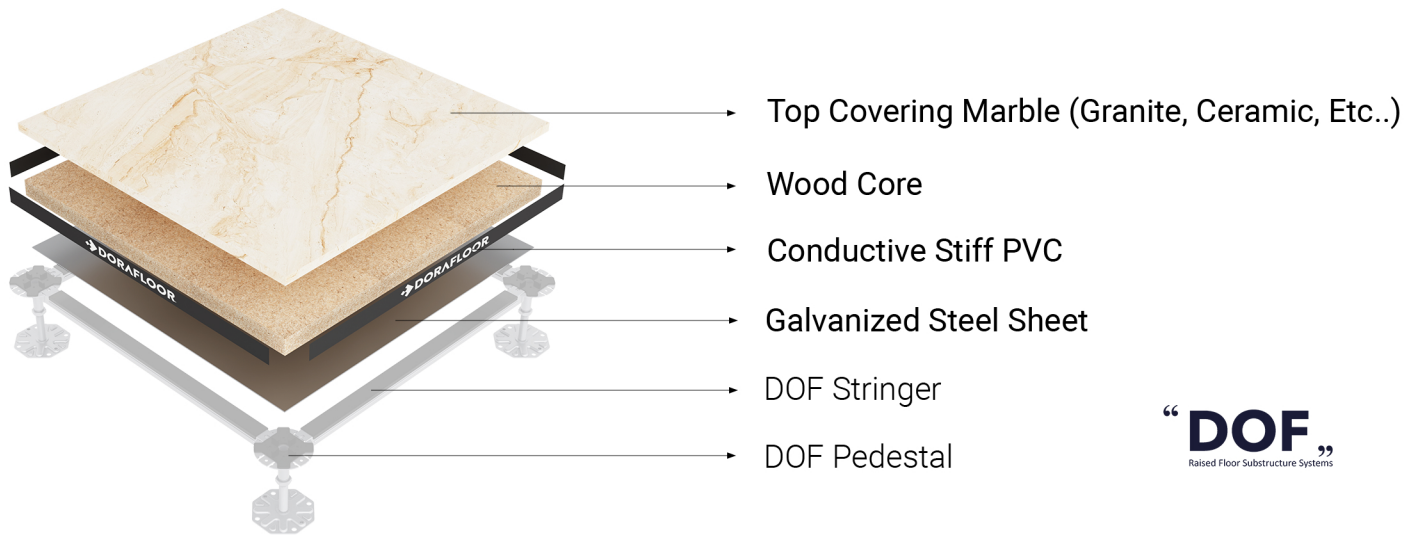 Top Covering Marble (Granite, Ceramic, Etc..)
Wood Core
Conductive Stiff PVC
DORAFLOOR
DORAFLOOR
Galvanized Steel Sheet
DOF Stringer
DOF Pedestal
“ DOF „
Raised Floor Substructure Systems